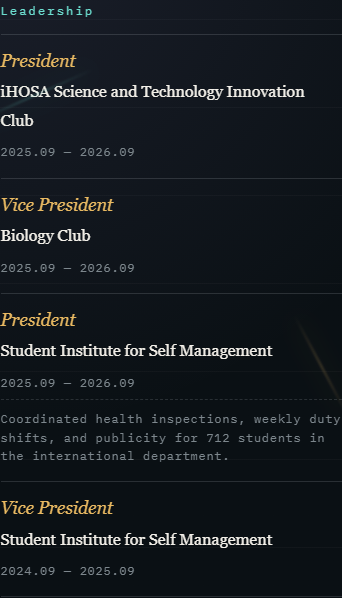 Leadership
President
iHOSA Science and Technology Innovation
Club
2025.09 — 2026.09
Vice President
Biology Club
2025.09 — 2026.09
President
Student Institute for Self Management
2025.09 — 2026.09
Coordinated health inspections, weekly duty
shifts, and publicity for 712 students in
the international department.
Vice President
Student Institute for Self Management
2024.09 — 2025.09